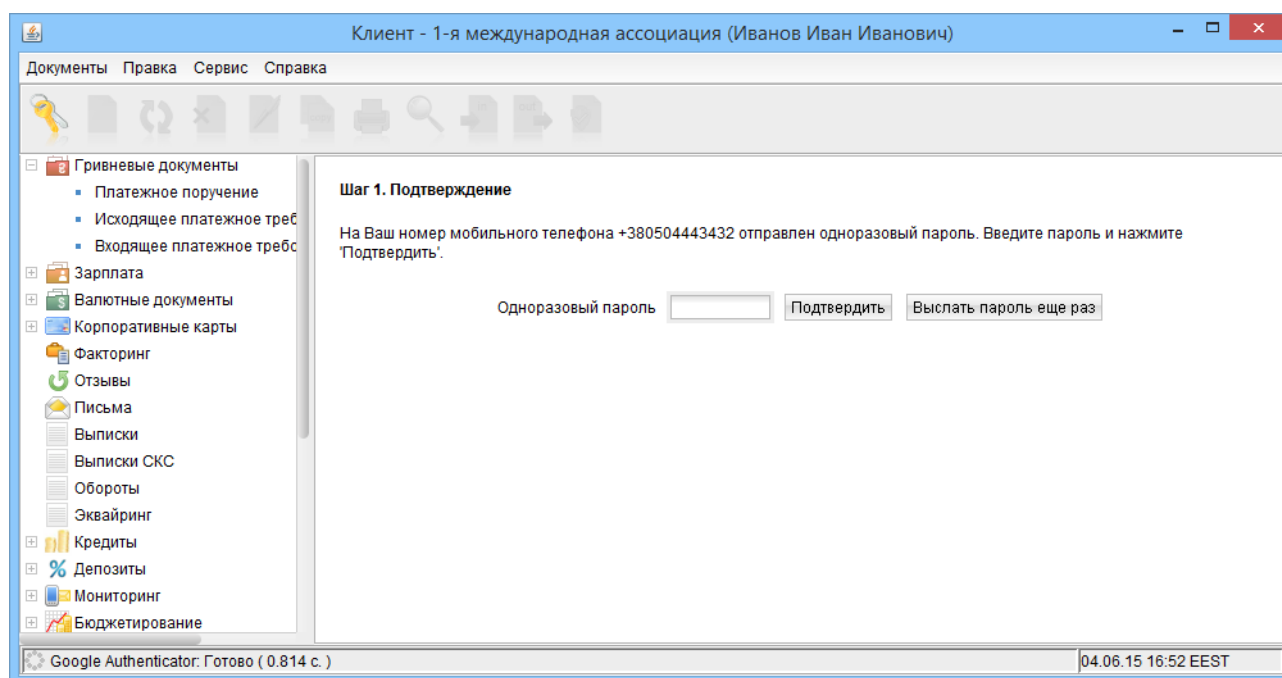 Клиент - 1-я международная ассоциация (Иванов Иван Иванович)
Документы Правка Сервис Справка
Гривневые документы
Платежное поручение
Исходящее платежное треб
Входящее платежное требо
Зарплата
Валютные документы
Корпоративные карты
Факторинг
Отзывы
Письма
Выписки
Выписки СКС
Обороты
Эквайринг
Кредиты
Депозиты
Мониторинг
Бюджетирование
Шаг 1. Подтверждение
На Ваш номер мобильного телефона +380504443432 отправлен одноразовый пароль. Введите пароль и нажмите
'Подтвердить'.
Одноразовый пароль Подтвердить Выслать пароль еще раз
Google Authenticator: Готово ( 0.814 с. ) 04.06.15 16:52 EEST